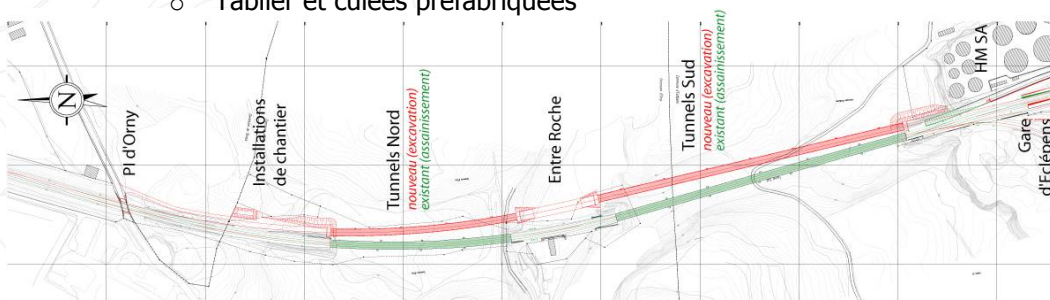 o Tablier et culées préfabriquées
N
PI d'Orny
Installations
de chantier
Tunnels Nord
nouveau (excavation)
existant (assainissement)
Entre Roche
Tunnels Sud
nouveau (excavation)
existant (assainissement)
HM SA
Gare
d'Eclépens